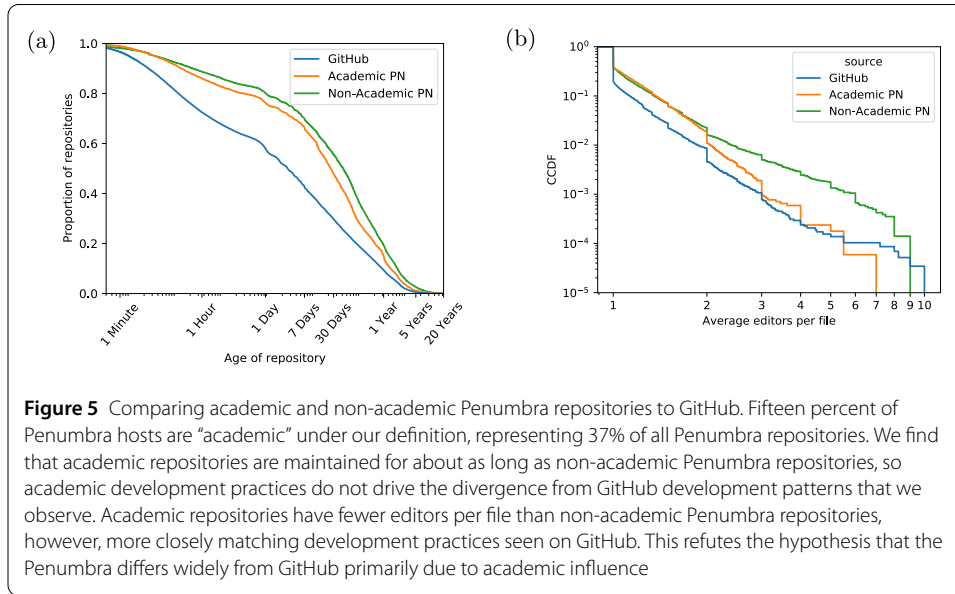 (a)
1.0
0.8
0.6
0.4
0.2
0.0
Proportion of repositories
GitHub
Academic PN
Non-Academic PN
1 Minute
1 Hour
1 Day
7 Days
30 Days
1 Year
5 Years
20 Years
Age of repository
(b)
10⁰
10⁻¹
10⁻²
10⁻³
10⁻⁴
10⁻⁵
CCDF
source
GitHub
Academic PN
Non-Academic PN
1 2 3 4 5 6 7 8 9 10
Average editors per file
Figure 5 Comparing academic and non-academic Penumbra repositories to GitHub. Fifteen percent of
Penumbra hosts are “academic” under our definition, representing 37% of all Penumbra repositories. We find
that academic repositories are maintained for about as long as non-academic Penumbra repositories, so
academic development practices do not drive the divergence from GitHub development patterns that we
observe. Academic repositories have fewer editors per file than non-academic Penumbra repositories,
however, more closely matching development practices seen on GitHub. This refutes the hypothesis that the
Penumbra differs widely from GitHub primarily due to academic influence